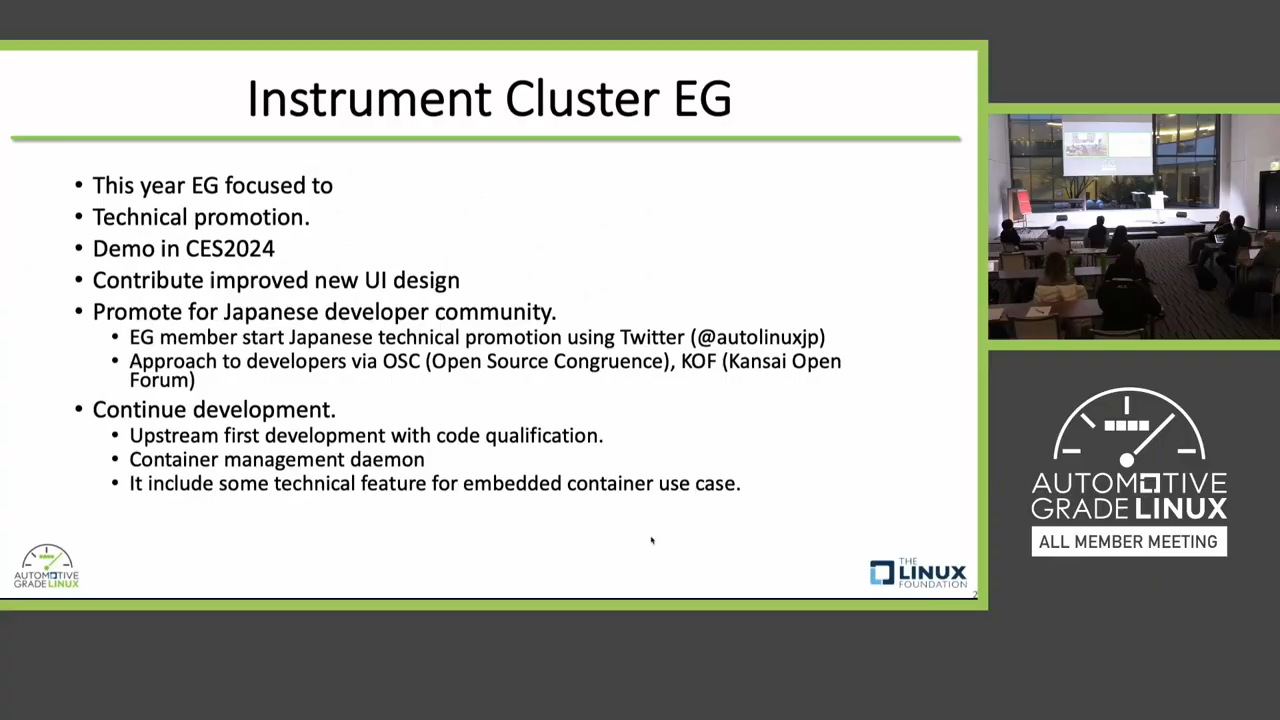 Instrument Cluster EG
• This year EG focused to
• Technical promotion.
• Demo in CES2024
• Contribute improved new UI design
• Promote for Japanese developer community.
• EG member start Japanese technical promotion using Twitter (@autolinuxjp)
• Approach to developers via OSC (Open Source Congruence), KOF (Kansai Open
Forum)
• Continue development.
• Upstream first development with code qualification.
• Container management daemon
• It include some technical feature for embedded container use case.
AUTOMOTIVE
GRADE LINUX
THE
LINUX
FOUNDATION
2
AUTOMOTIVE
GRADE LINUX
ALL MEMBER MEETING